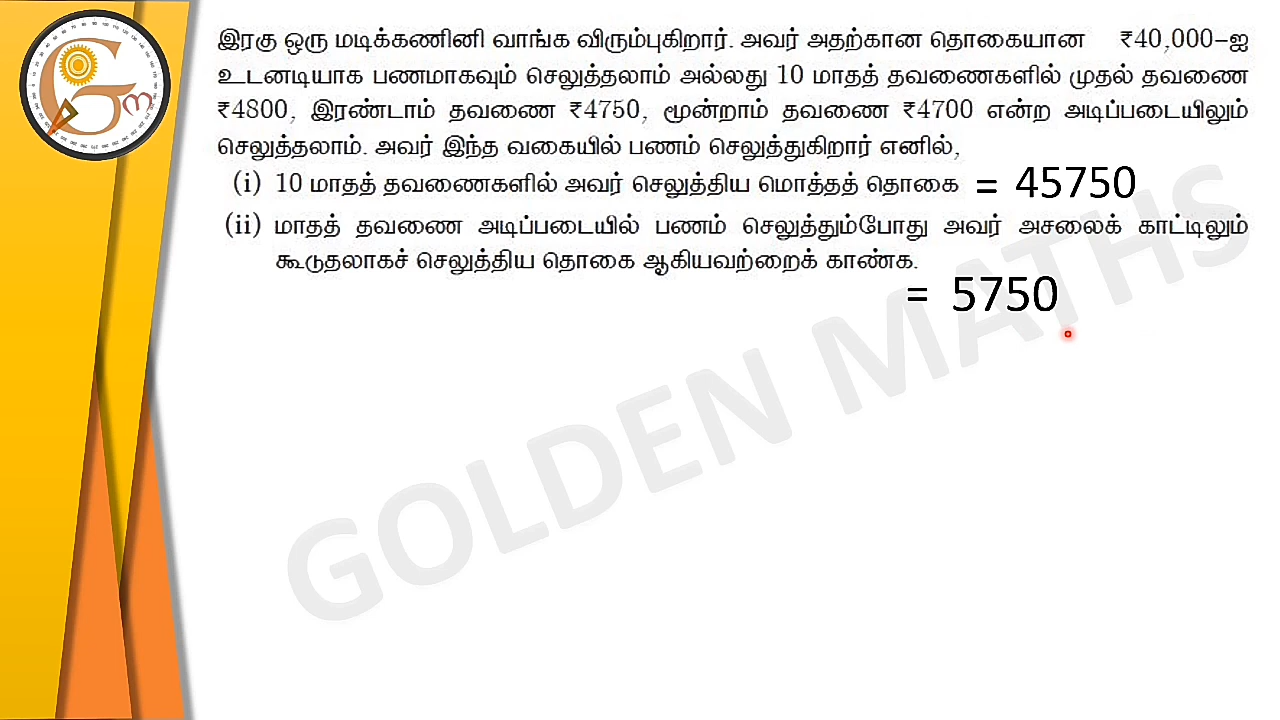 இரகு ஒரு மடிக்கணினி வாங்க விரும்புகிறார். அவர் அதற்கான தொகையான ₹40,000–ஐ
உடனடியாக பணமாகவும் செலுத்தலாம் அல்லது 10 மாதத் தவணைகளில் முதல் தவணை
₹4800, இரண்டாம் தவணை ₹4750, மூன்றாம் தவணை ₹4700 என்ற அடிப்படையிலும்
செலுத்தலாம். அவர் இந்த வகையில் பணம் செலுத்துகிறார் எனில்,
(i) 10 மாதத் தவணைகளில் அவர் செலுத்திய மொத்தத் தொகை = 45750
(ii) மாதத் தவணை அடிப்படையில் பணம் செலுத்தும்போது அவர் அசலைக் காட்டிலும்
கூடுதலாகச் செலுத்திய தொகை ஆகியவற்றைக் காண்க.
= 5750
GOLDEN MATHS